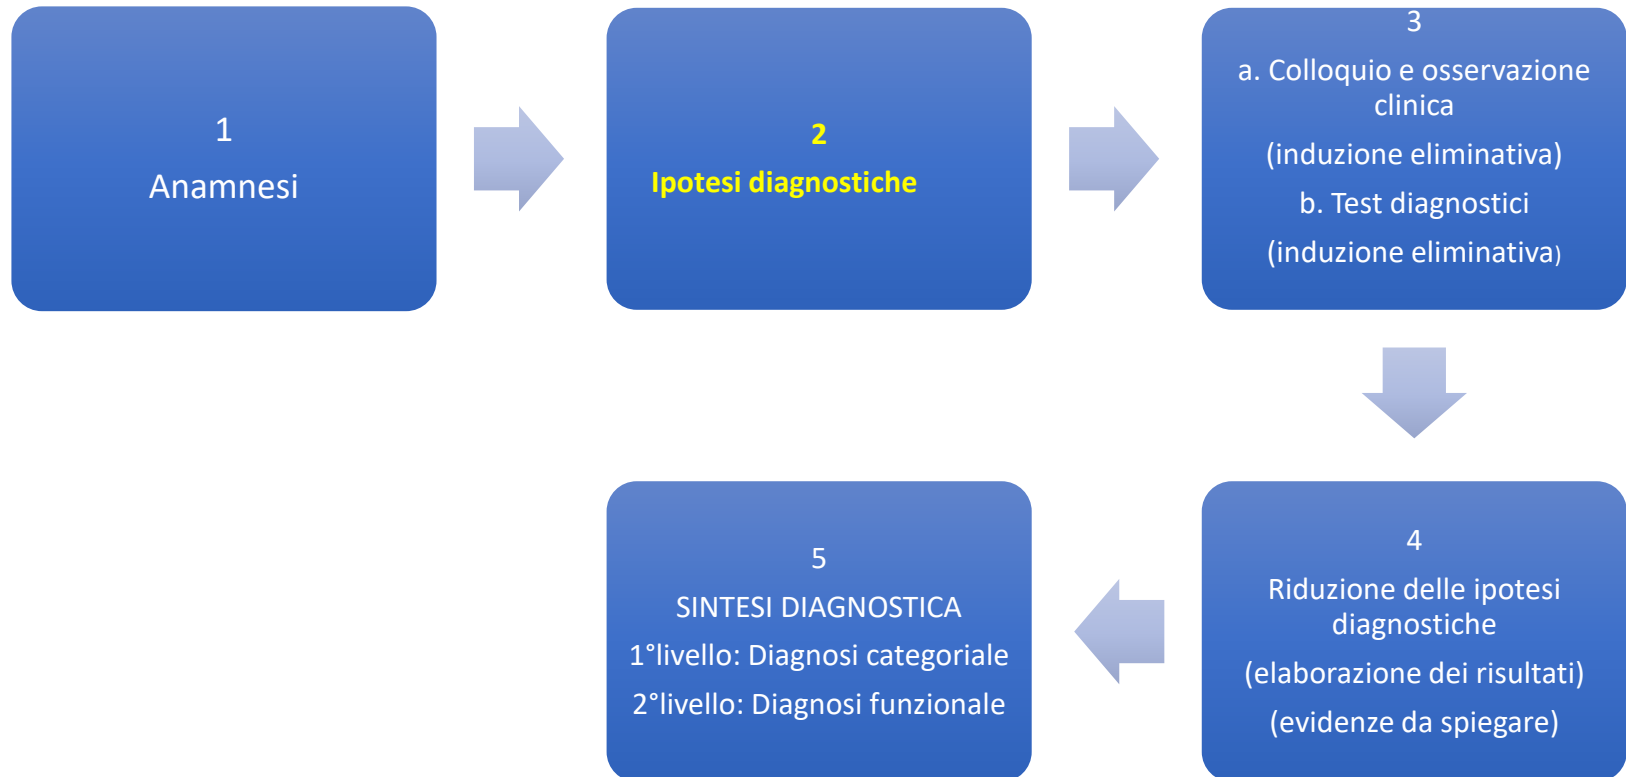 1
Anamnesi
2
Ipotesi diagnostiche
3
a. Colloquio e osservazione
clinica
(induzione eliminativa)
b. Test diagnostici
(induzione eliminativa)
4
Riduzione delle ipotesi
diagnostiche
(elaborazione dei risultati)
(evidenze da spiegare)
5
SINTESI DIAGNOSTICA
1°livello: Diagnosi categoriale
2°livello: Diagnosi funzionale